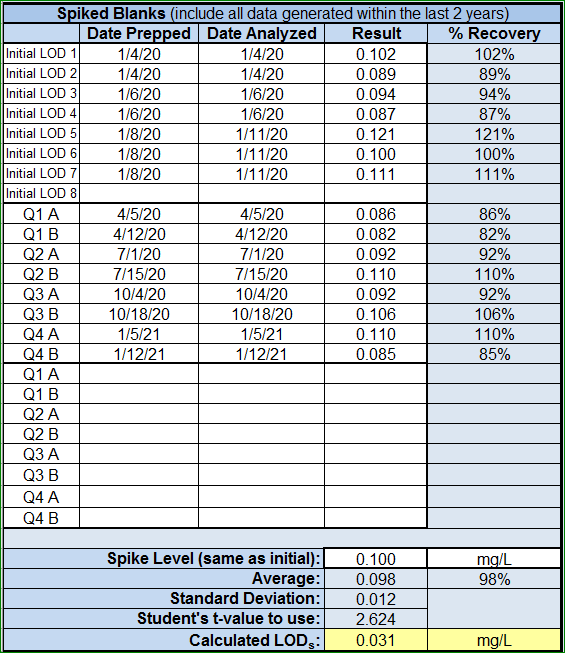 Spiked Blanks (include all data generated within the last 2 years)
Date Prepped Date Analyzed Result % Recovery
Initial LOD 1 1/4/20 1/4/20 0.102 102%
Initial LOD 2 1/4/20 1/4/20 0.089 89%
Initial LOD 3 1/6/20 1/6/20 0.094 94%
Initial LOD 4 1/6/20 1/6/20 0.087 87%
Initial LOD 5 1/8/20 1/11/20 0.121 121%
Initial LOD 6 1/8/20 1/11/20 0.100 100%
Initial LOD 7 1/8/20 1/11/20 0.111 111%
Initial LOD 8
Q1 A 4/5/20 4/5/20 0.086 86%
Q1 B 4/12/20 4/12/20 0.082 82%
Q2 A 7/1/20 7/1/20 0.092 92%
Q2 B 7/15/20 7/15/20 0.110 110%
Q3 A 10/4/20 10/4/20 0.092 92%
Q3 B 10/18/20 10/18/20 0.106 106%
Q4 A 1/5/21 1/5/21 0.110 110%
Q4 B 1/12/21 1/12/21 0.085 85%
Q1 A
Q1 B
Q2 A
Q2 B
Q3 A
Q3 B
Q4 A
Q4 B
Spike Level (same as initial): 0.100 mg/L
Average: 0.098 98%
Standard Deviation: 0.012
Student's t-value to use: 2.624
Calculated LODs: 0.031 mg/L